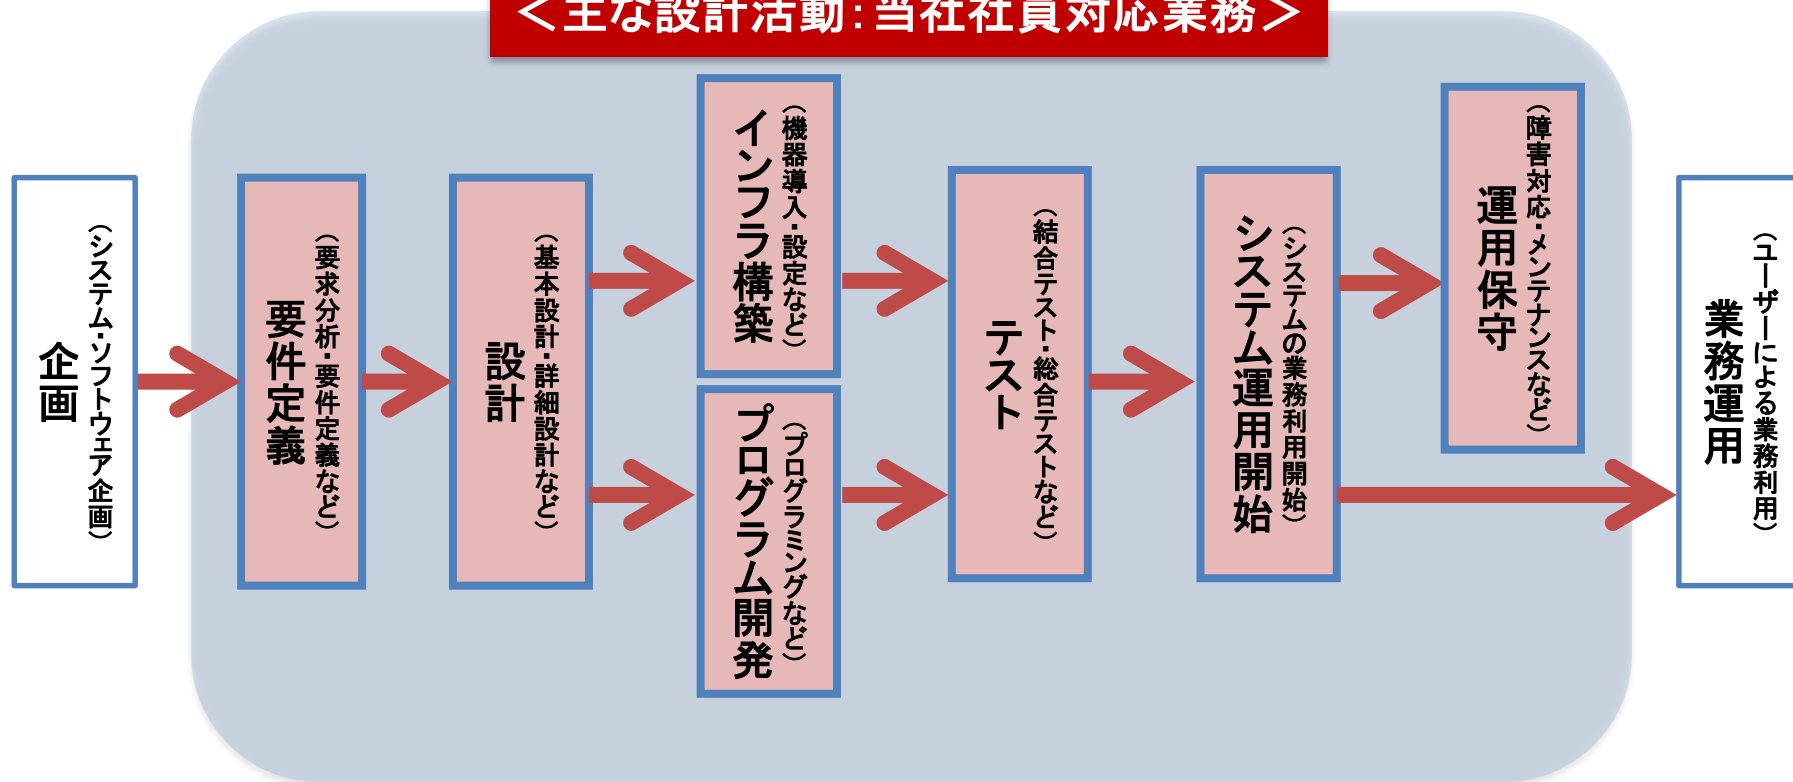 ＜主な設計活動：当社社員対応業務＞
企画
（システム・ソフトウェア企画）
要件定義
（要求分析・要件定義など）
設計
（基本設計・詳細設計など）
インフラ構築
（機器導入・設定など）
プログラム開発
（プログラミングなど）
テスト
（結合テスト・総合テストなど）
システム運用開始
（システムの業務利用開始）
運用保守
（障害対応・メンテナンスなど）
業務運用
（ユーザーによる業務利用）